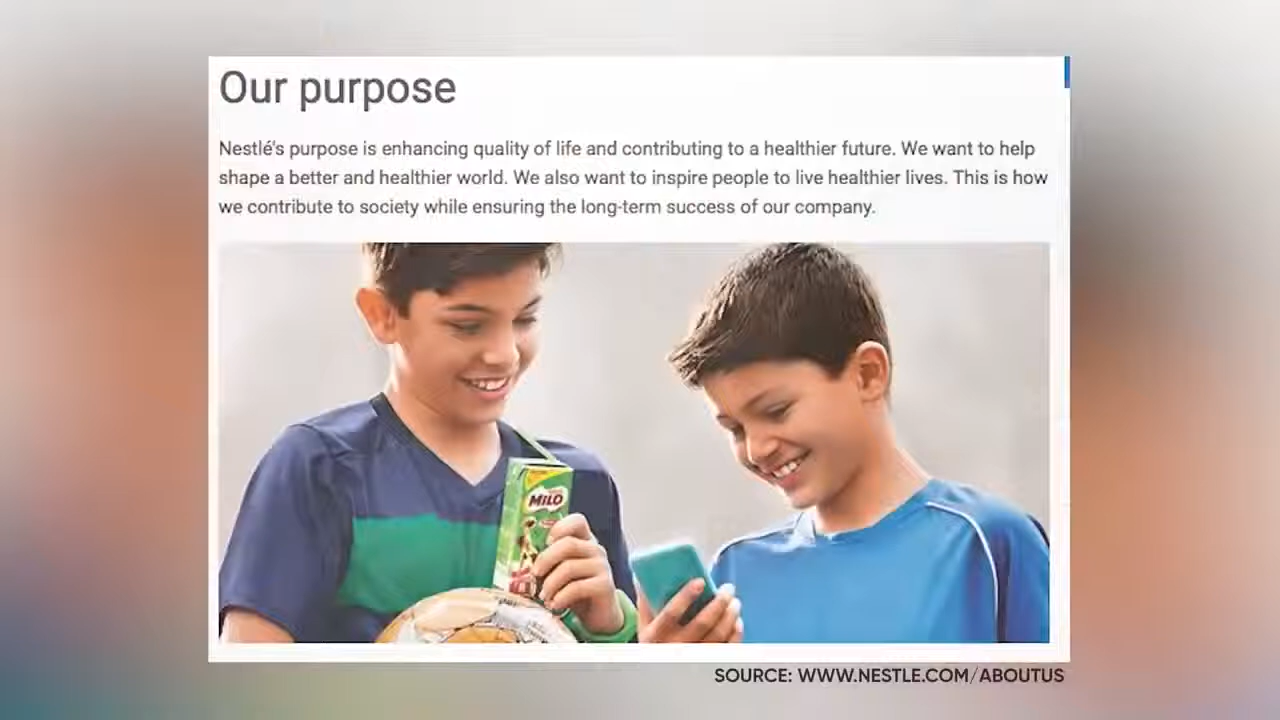 Our purpose
Nestlé's purpose is enhancing quality of life and contributing to a healthier future. We want to help
shape a better and healthier world. We also want to inspire people to live healthier lives. This is how
we contribute to society while ensuring the long-term success of our company.
MILO
SOURCE: WWW.NESTLE.COM/ABOUTUS